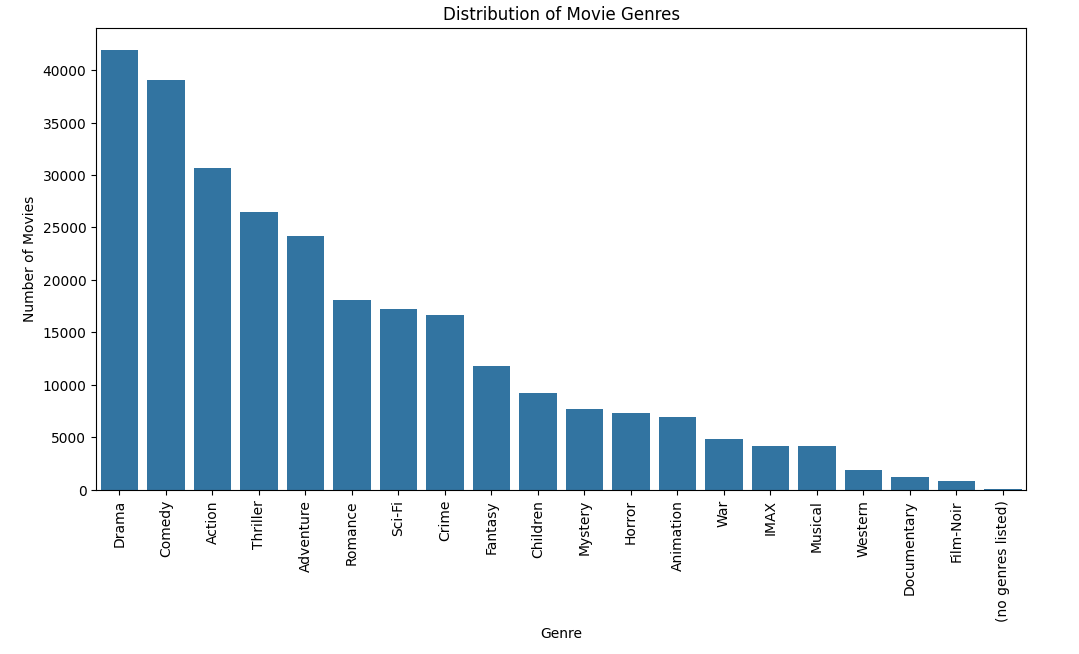 Distribution of Movie Genres
Number of Movies
40000
35000
30000
25000
20000
15000
10000
5000
0
Drama
Comedy
Action
Thriller
Adventure
Romance
Sci-Fi
Crime
Fantasy
Children
Mystery
Horror
Animation
War
IMAX
Musical
Western
Documentary
Film-Noir
(no genres listed)
Genre